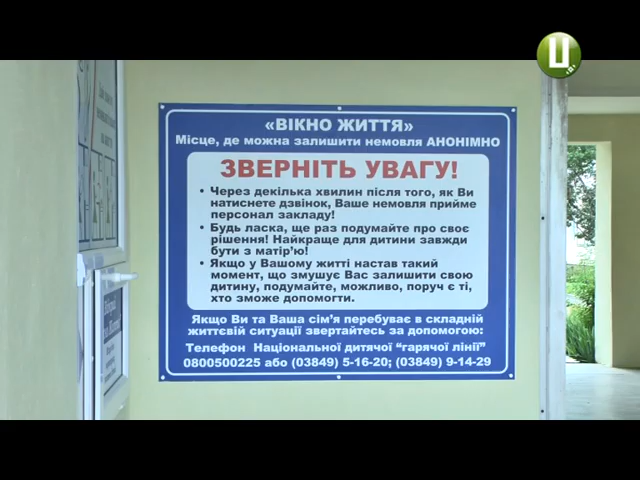 Ц
«ВІКНО ЖИТТЯ»
Місце, де можна залишити немовля АНОНІМНО
ЗВЕРНІТЬ УВАГУ!
• Через декілька хвилин після того, як Ви
натиснете дзвінок, Ваше немовля прийме
персонал закладу!
• Будь ласка, ще раз подумайте про своє
рішення! Найкраще для дитини завжди
бути з матір’ю!
• Якщо у Вашому житті настав такий
момент, що змушує Вас залишити свою
дитину, подумайте, можливо, поруч є ті,
хто зможе допомогти.
Якщо Ви та Ваша сім’я перебуває в складній
життєвій ситуації звертайтесь за допомогою:
Телефон Національної дитячої “гарячої лінії”
0800500225 або (03849) 5-16-20; (03849) 9-14-29